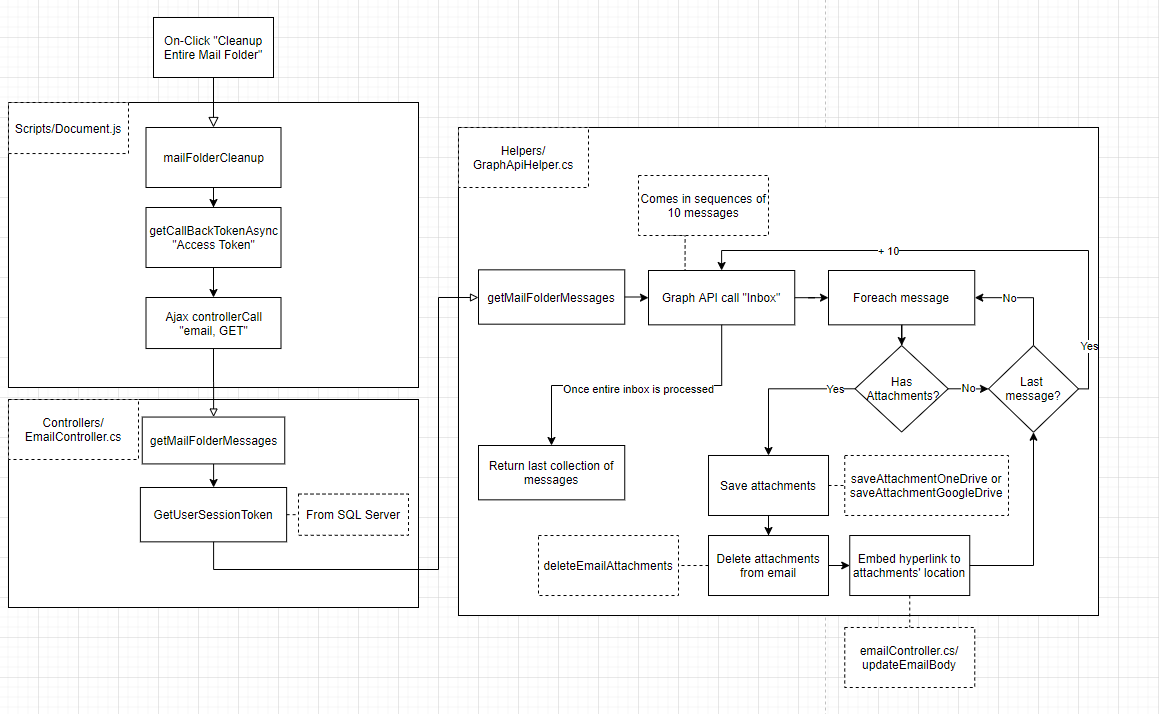 On-Click "Cleanup
Entire Mail Folder"
Scripts/Document.js
mailFolderCleanup
getCallBackTokenAsync
"Access Token"
Ajax controllerCall
"email, GET"
Controllers/
EmailController.cs
getMailFolderMessages
GetUserSessionToken
From SQL Server
Helpers/
GraphApiHelper.cs
Comes in sequences of
10 messages
+ 10
getMailFolderMessages
Graph API call "Inbox"
Foreach message
No
Yes
Once entire inbox is processed
Yes
Has
Attachments?
No
Last
message?
Return last collection of
messages
Save attachments
saveAttachmentOneDrive or
saveAttachmentGoogleDrive
deleteEmailAttachments
Delete attachments
from email
Embed hyperlink to
attachments' location
emailController.cs/
updateEmailBody